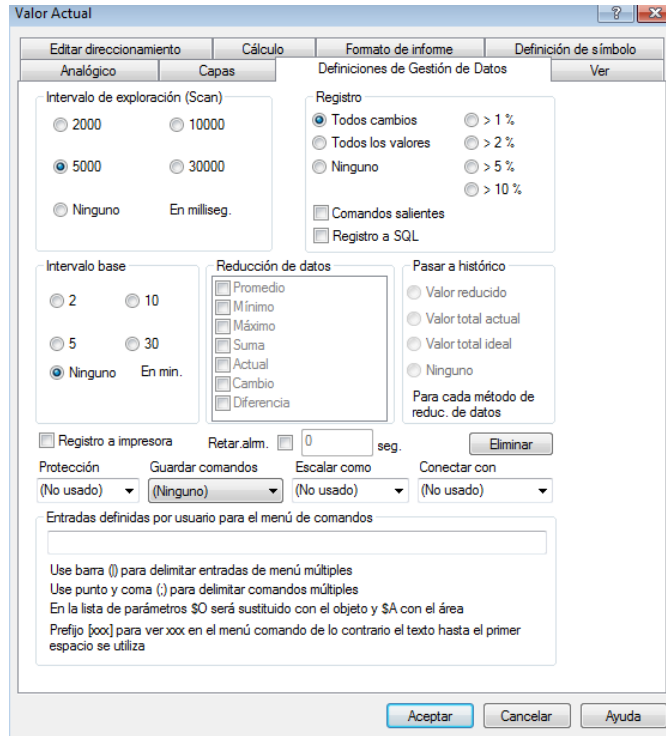 Valor Actual
Editar direccionamiento Cálculo Formato de informe Definición de símbolo
Analógico Capas Definiciones de Gestión de Datos Ver
Intervalo de exploración (Scan)
2000 10000
5000 30000
Ninguno En milliseg.
Registro
Todos cambios > 1 %
Todos los valores > 2 %
Ninguno > 5 %
> 10 %
Comandos salientes
Registro a SQL
Intervalo base
2 10
5 30
Ninguno En min.
Reducción de datos
Promedio
Mínimo
Máximo
Suma
Actual
Cambio
Diferencia
Pasar a histórico
Valor reducido
Valor total actual
Valor total ideal
Ninguno
Para cada método de
reduc. de datos
Registro a impresora Retar.alm. 0 seg. Eliminar
Protección Guardar comandos Escalar como Conectar con
(No usado) (Ninguno) (No usado) (No usado)
Entradas definidas por usuario para el menú de comandos
Use barra (|) para delimitar entradas de menú múltiples
Use punto y coma (;) para delimitar comandos múltiples
En la lista de parámetros $O será sustituido con el objeto y $A con el área
Prefijo [xxx] para ver xxx en el menú comando de lo contrario el texto hasta el primer
espacio se utiliza
Aceptar Cancelar Ayuda